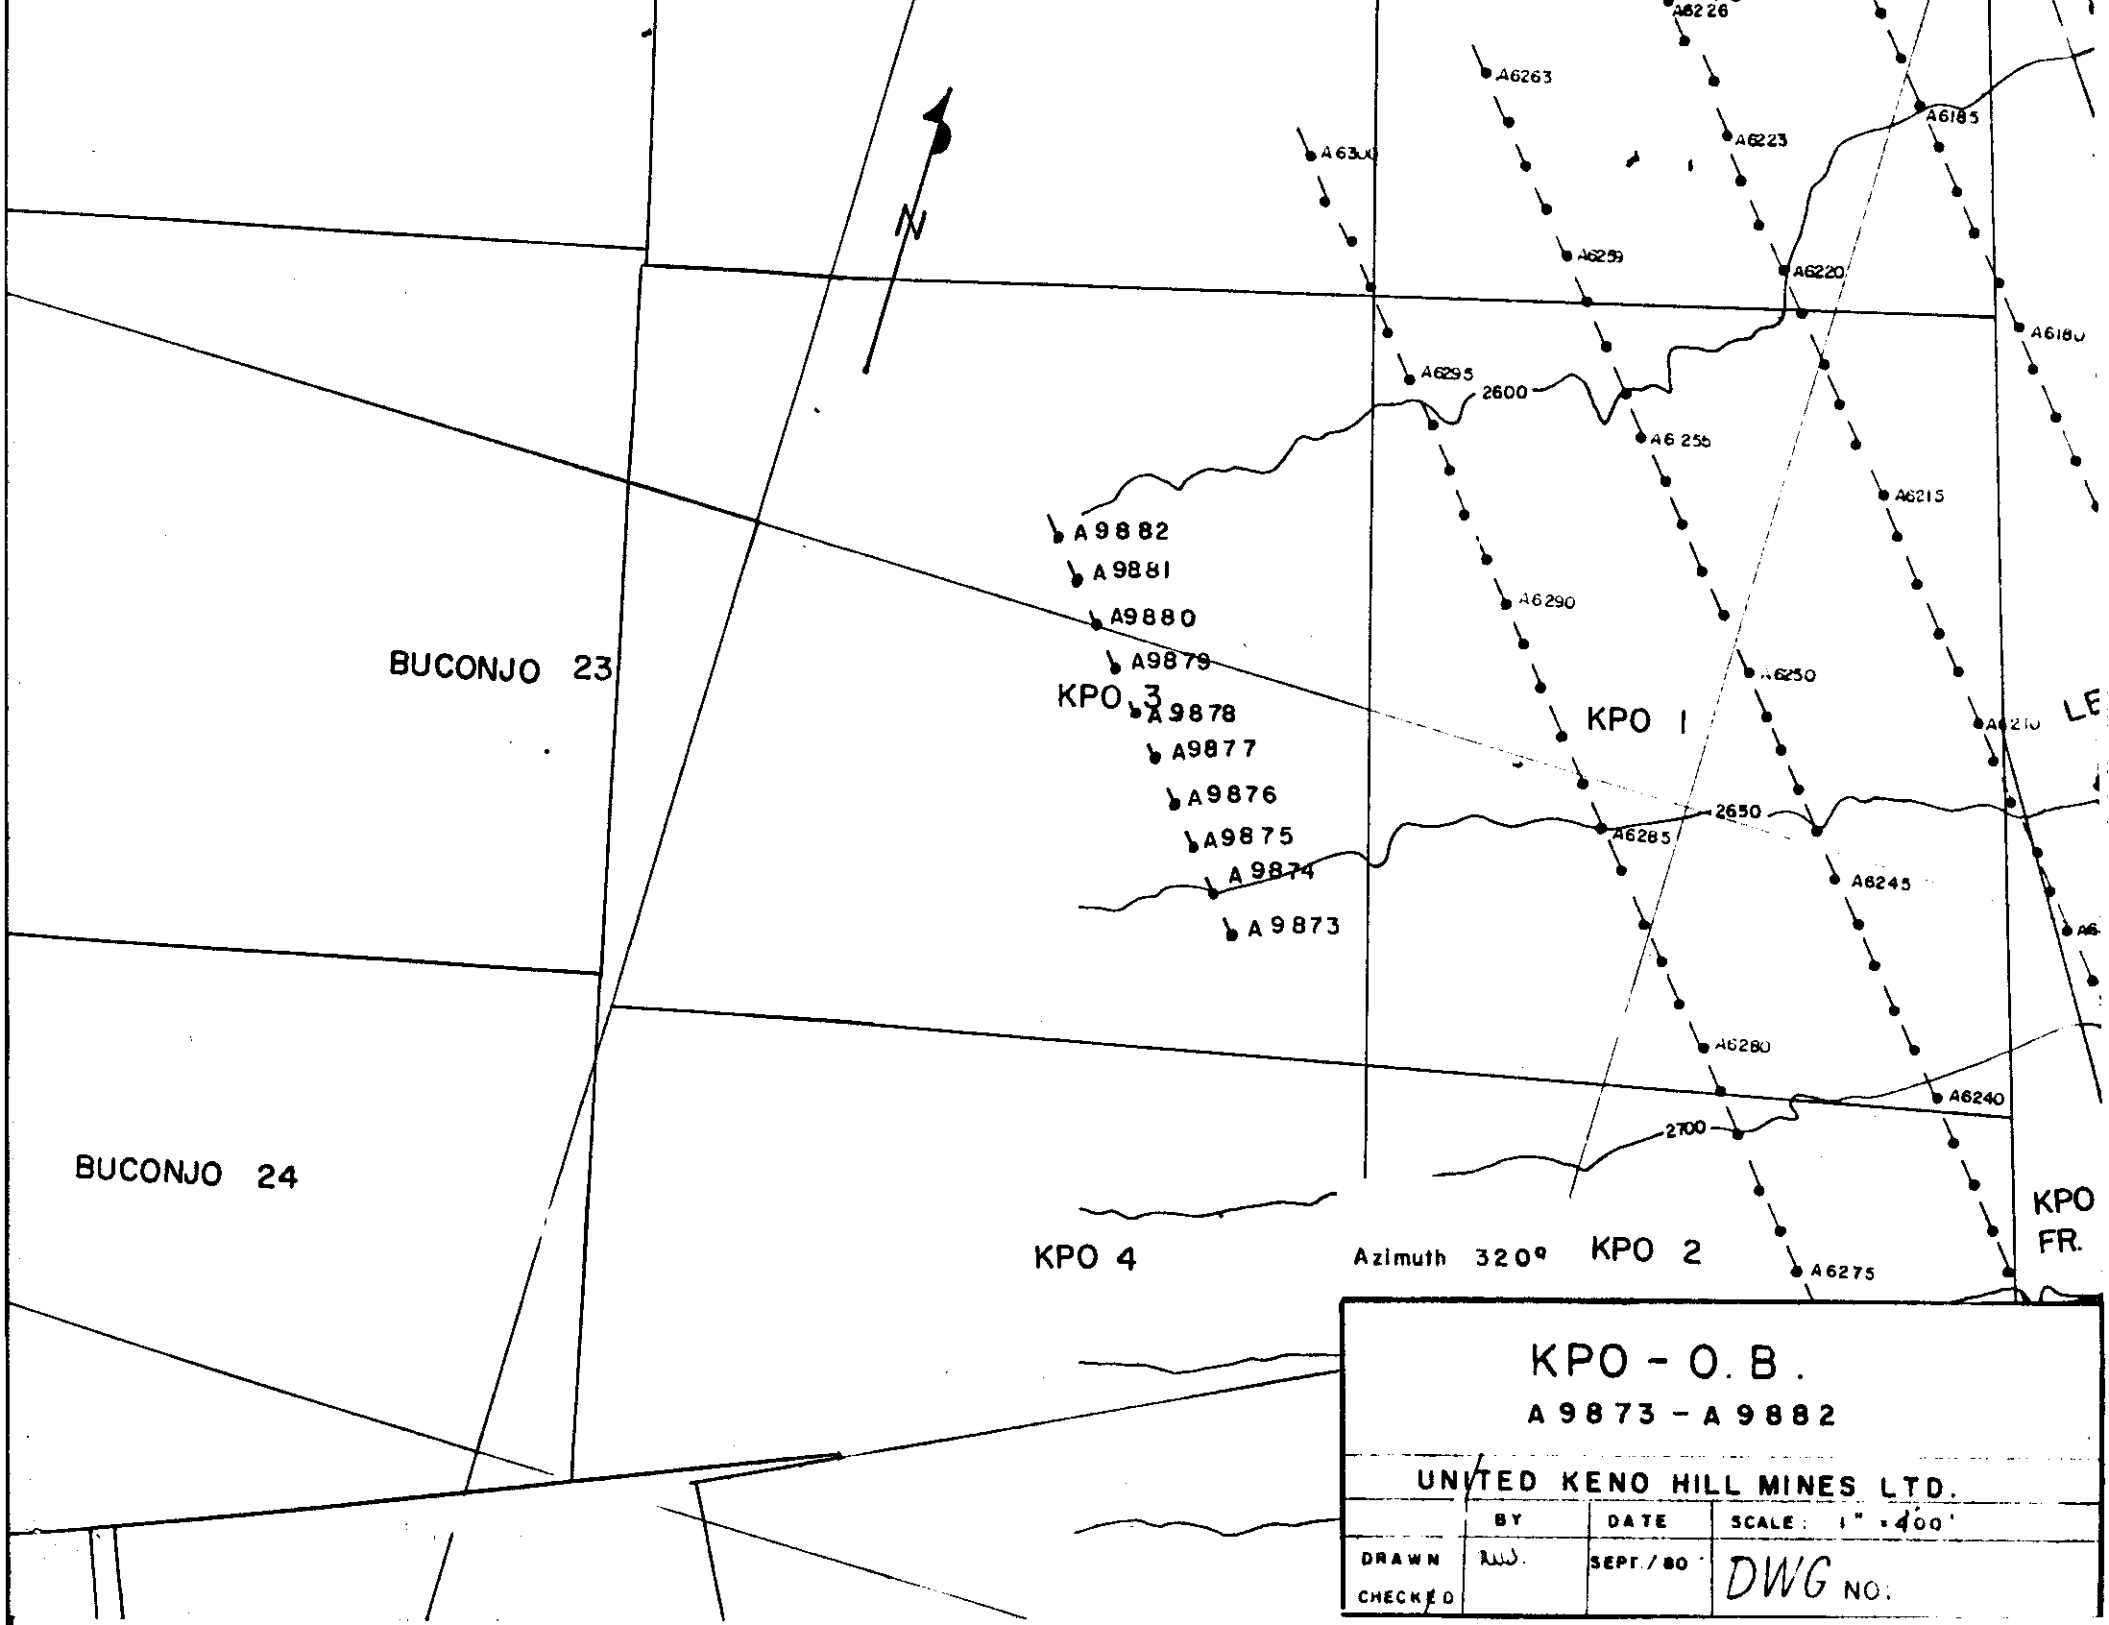 A6226
A6263
A6185
A6223
N
A6259
A6220
A6180
A6295
2600
A6255
A6215
A9882
A9881
A6290
A9880
BUCONJO 23
A9879
A6250
KPO 3
A9878
KPO 1
A6210
A9877
A9876
2650
A9875
A6285
A9874
A6245
A9873
A6280
A6240
2700
BUCONJO 24
KPO
FR.
KPO 4
Azimuth 320°
KPO 2
A6275
KPO - O.B.
A9873 - A9882
UNITED KENO HILL MINES LTD.
BY DATE SCALE: 1" = 400'
DRAWN SEPT./80 DWG NO:
CHECKED